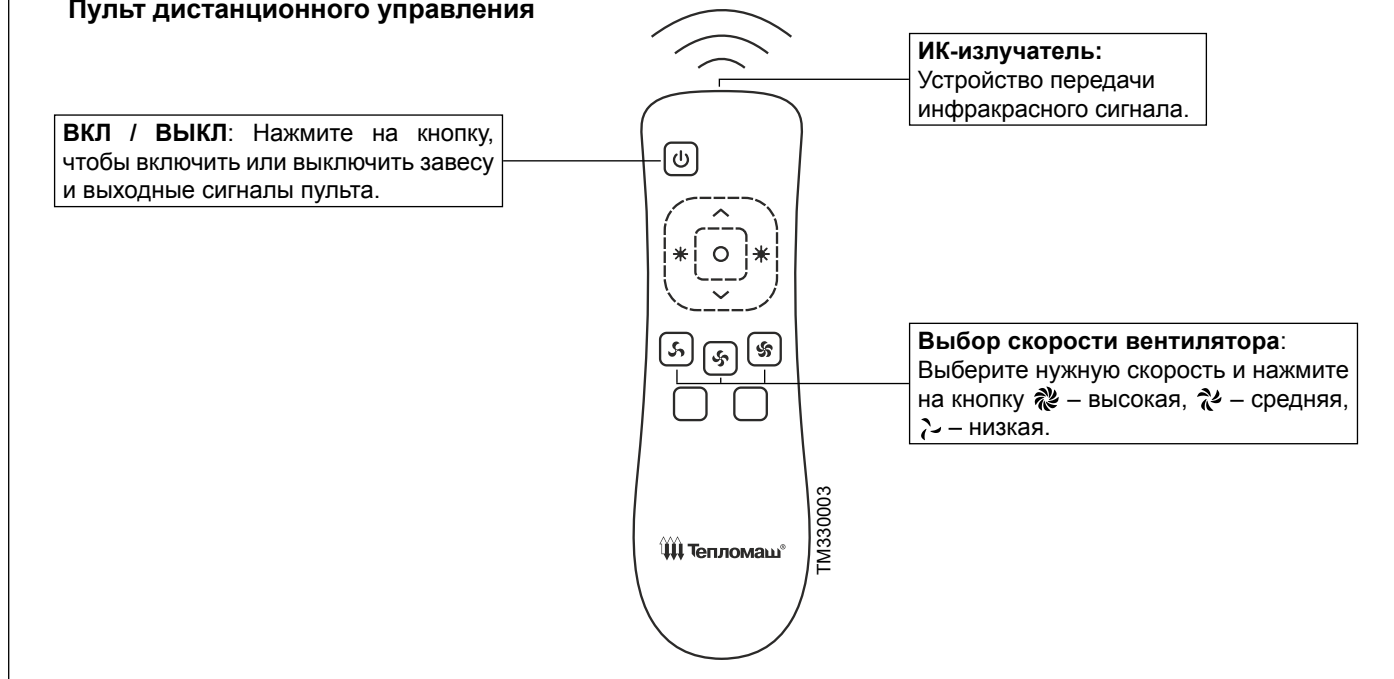 Пульт дистанционного управления
ИК-излучатель:
Устройство передачи
инфракрасного сигнала.
ВКЛ / ВЫКЛ: Нажмите на кнопку,
чтобы включить или выключить завесу
и выходные сигналы пульта.
Выбор скорости вентилятора:
Выберите нужную скорость и нажмите
на кнопку – высокая, – средняя,
– низкая.
Тепломаш®
TM330003